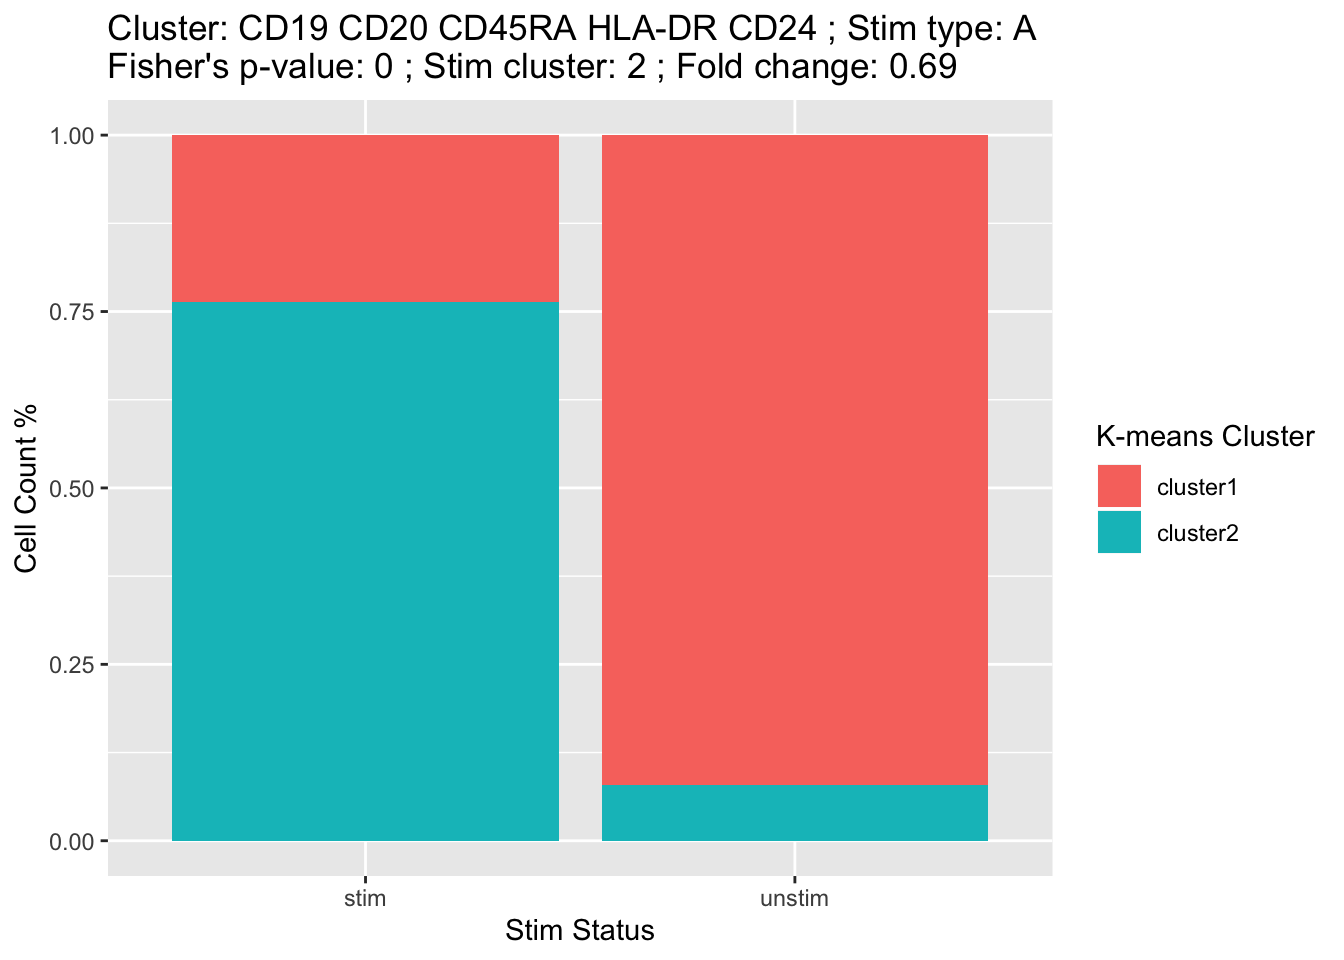 Cluster: CD19 CD20 CD45RA HLA-DR CD24 ; Stim type: A
Fisher's p-value: 0 ; Stim cluster: 2 ; Fold change: 0.69
1.00
0.75
0.50
0.25
0.00
Cell Count %
stim
unstim
Stim Status
K-means Cluster
cluster1
cluster2